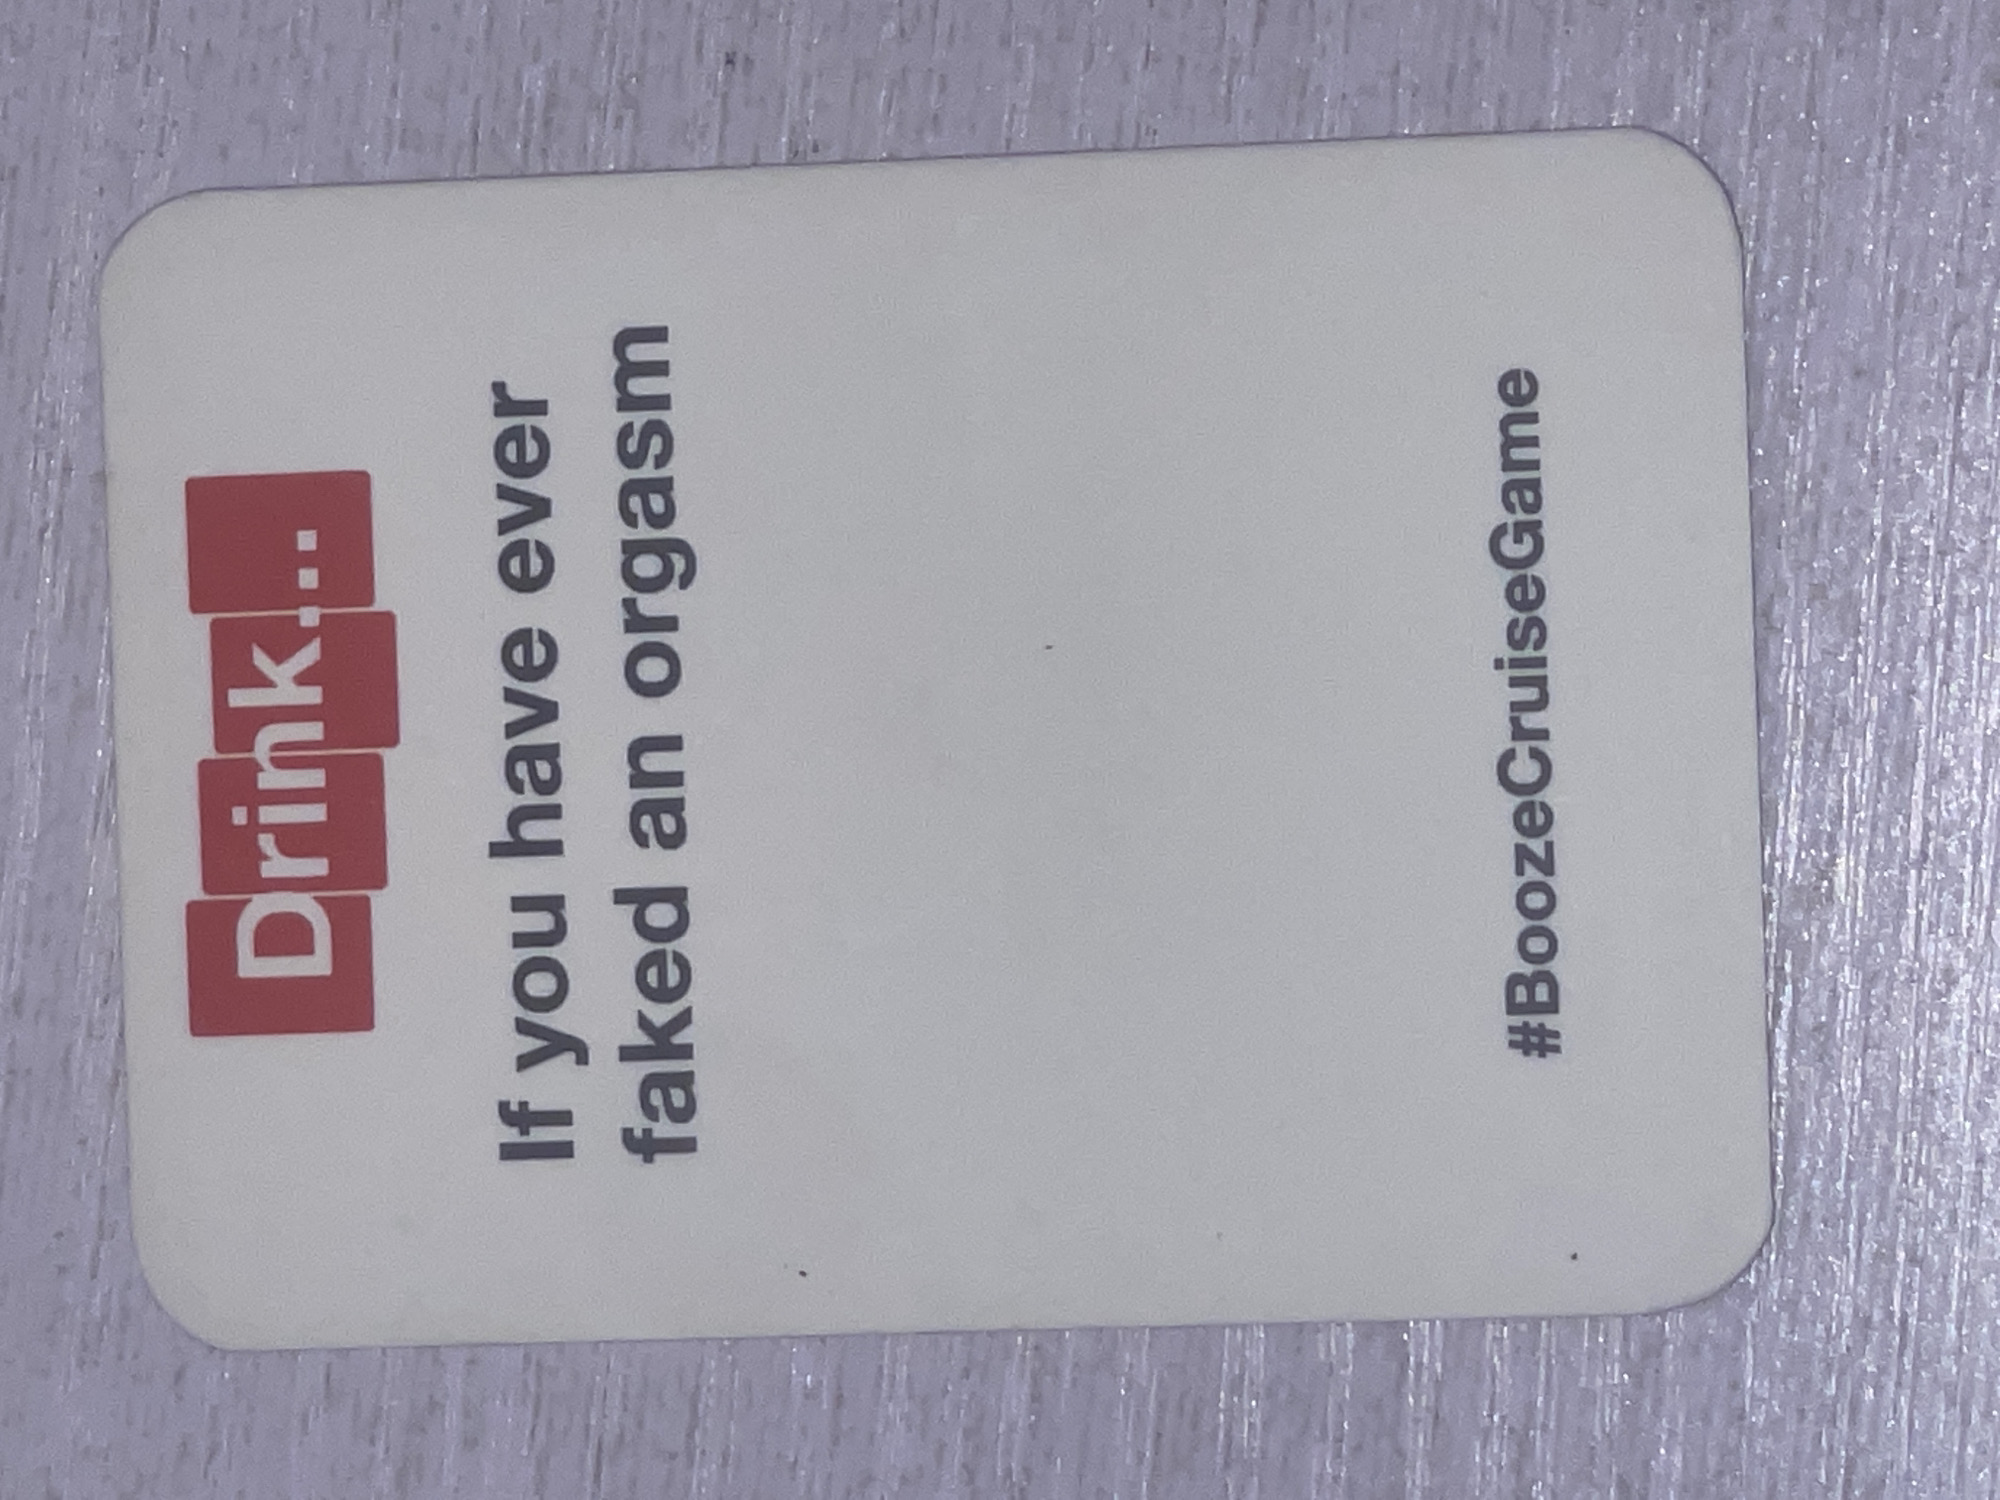 Drink...
If you have ever
faked an orgasm
#BoozeCruiseGame